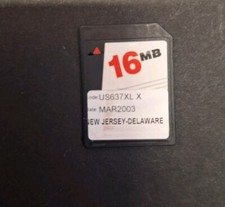 16MB
US637XL X
MAR2003
NEW JERSEY-DELAWARE